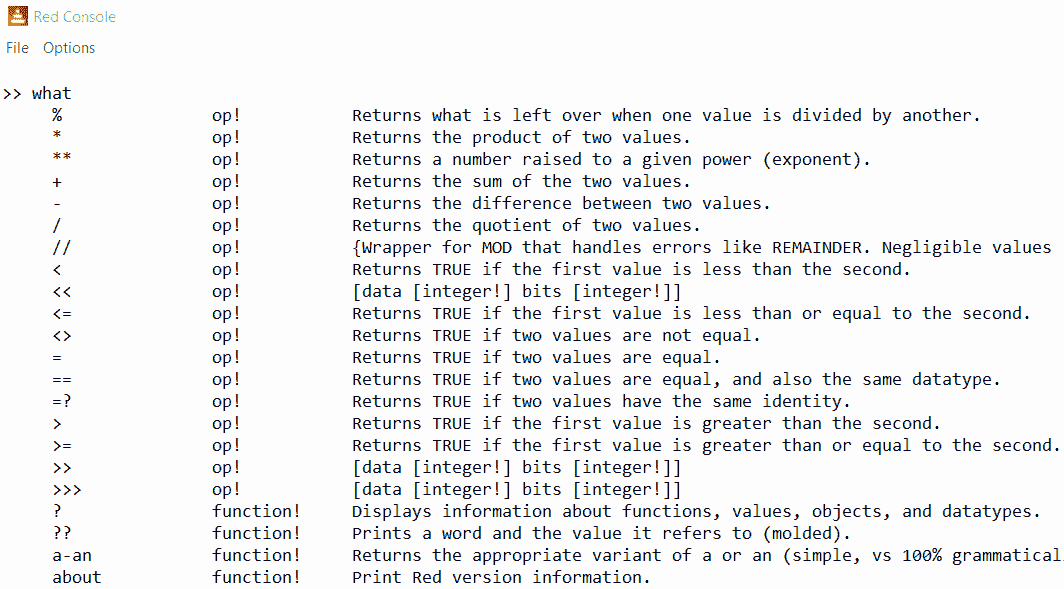 Red Console
File Options
>> what
% op! Returns what is left over when one value is divided by another.
* op! Returns the product of two values.
** op! Returns a number raised to a given power (exponent).
+ op! Returns the sum of the two values.
- op! Returns the difference between two values.
/ op! Returns the quotient of two values.
// op! {Wrapper for MOD that handles errors like REMAINDER. Negligible values
< op! Returns TRUE if the first value is less than the second.
<< op! [data [integer!] bits [integer!]]
<= op! Returns TRUE if the first value is less than or equal to the second.
<> op! Returns TRUE if two values are not equal.
= op! Returns TRUE if two values are equal.
== op! Returns TRUE if two values are equal, and also the same datatype.
=? op! Returns TRUE if two values have the same identity.
> op! Returns TRUE if the first value is greater than the second.
>= op! Returns TRUE if the first value is greater than or equal to the second.
>> op! [data [integer!] bits [integer!]]
>>> op! [data [integer!] bits [integer!]]
? function! Displays information about functions, values, objects, and datatypes.
?? function! Prints a word and the value it refers to (molded).
a-an function! Returns the appropriate variant of a or an (simple, vs 100% grammatical
about function! Print Red version information.